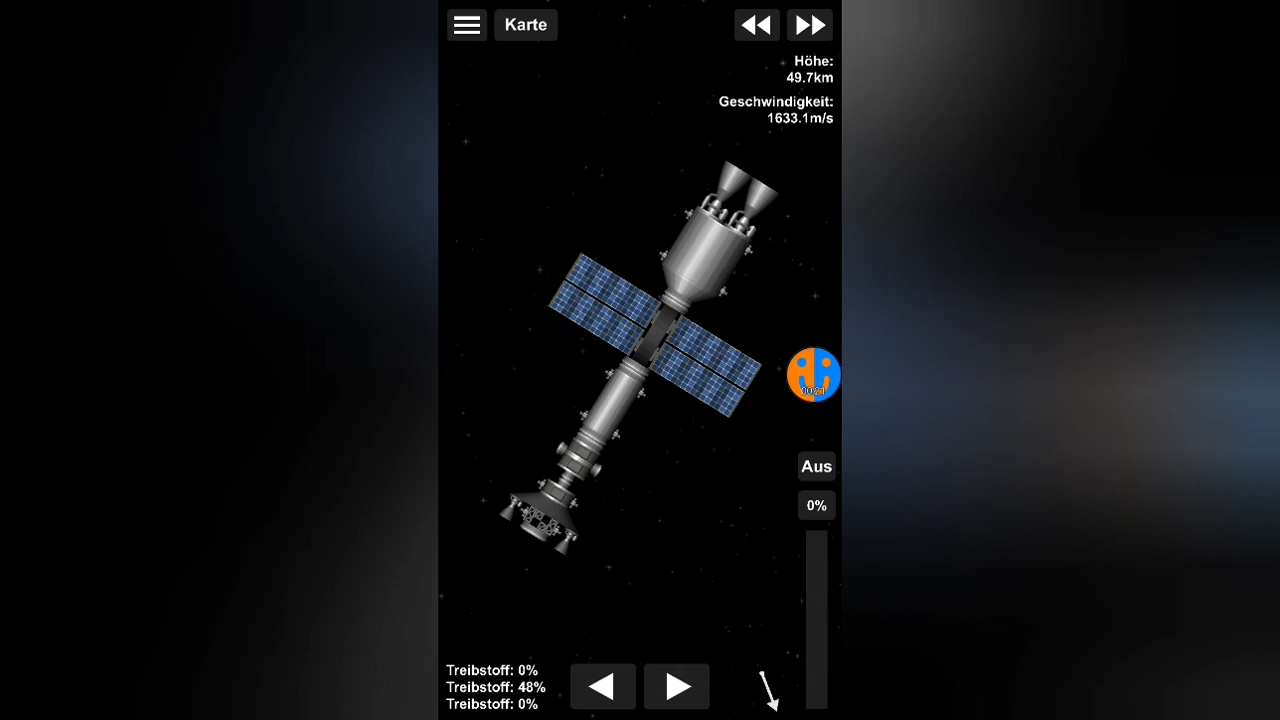 Karte
Höhe:
49.7km
Geschwindigkeit:
1633.1m/s
Aus
0%
Treibstoff: 0%
Treibstoff: 48%
Treibstoff: 0%